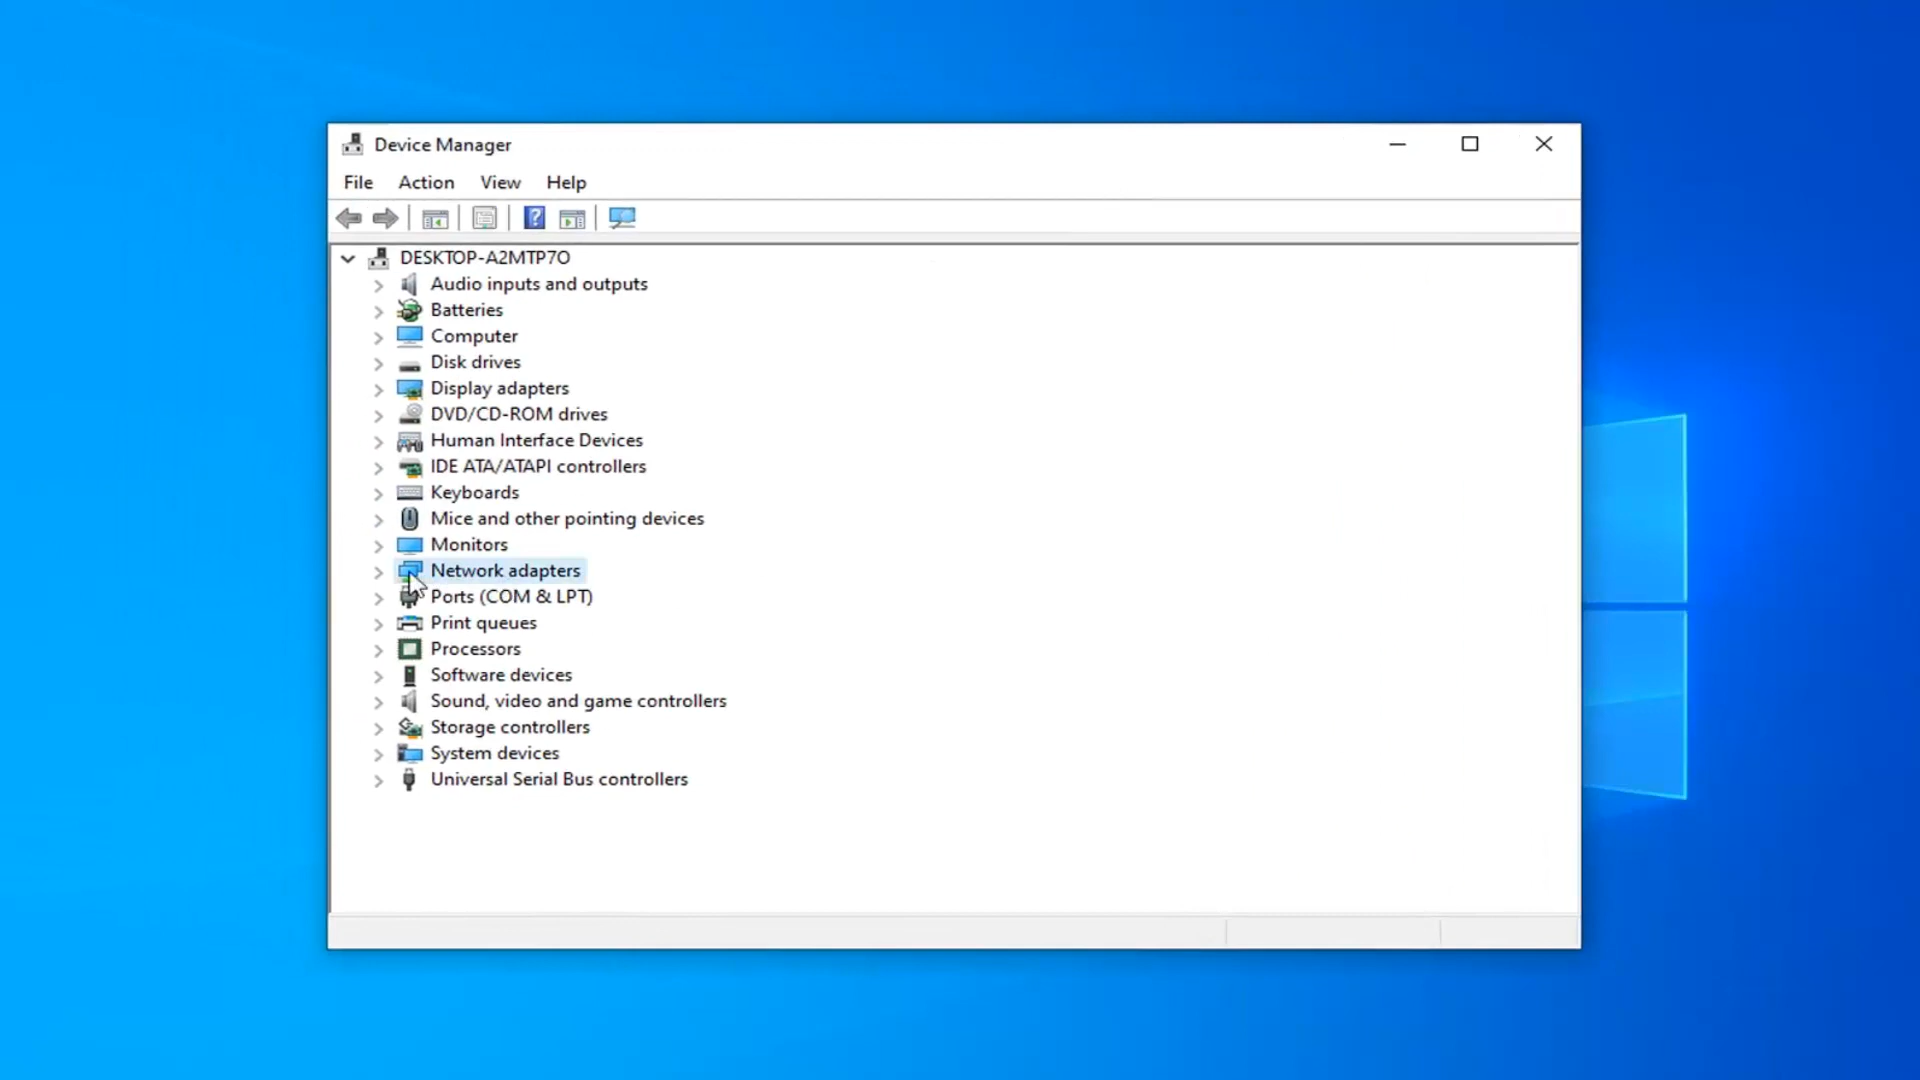 Device Manager
File Action View Help
DESKTOP-A2MTP7O
Audio inputs and outputs
Batteries
Computer
Disk drives
Display adapters
DVD/CD-ROM drives
Human Interface Devices
IDE ATA/ATAPI controllers
Keyboards
Mice and other pointing devices
Monitors
Network adapters
Ports (COM & LPT)
Print queues
Processors
Software devices
Sound, video and game controllers
Storage controllers
System devices
Universal Serial Bus controllers